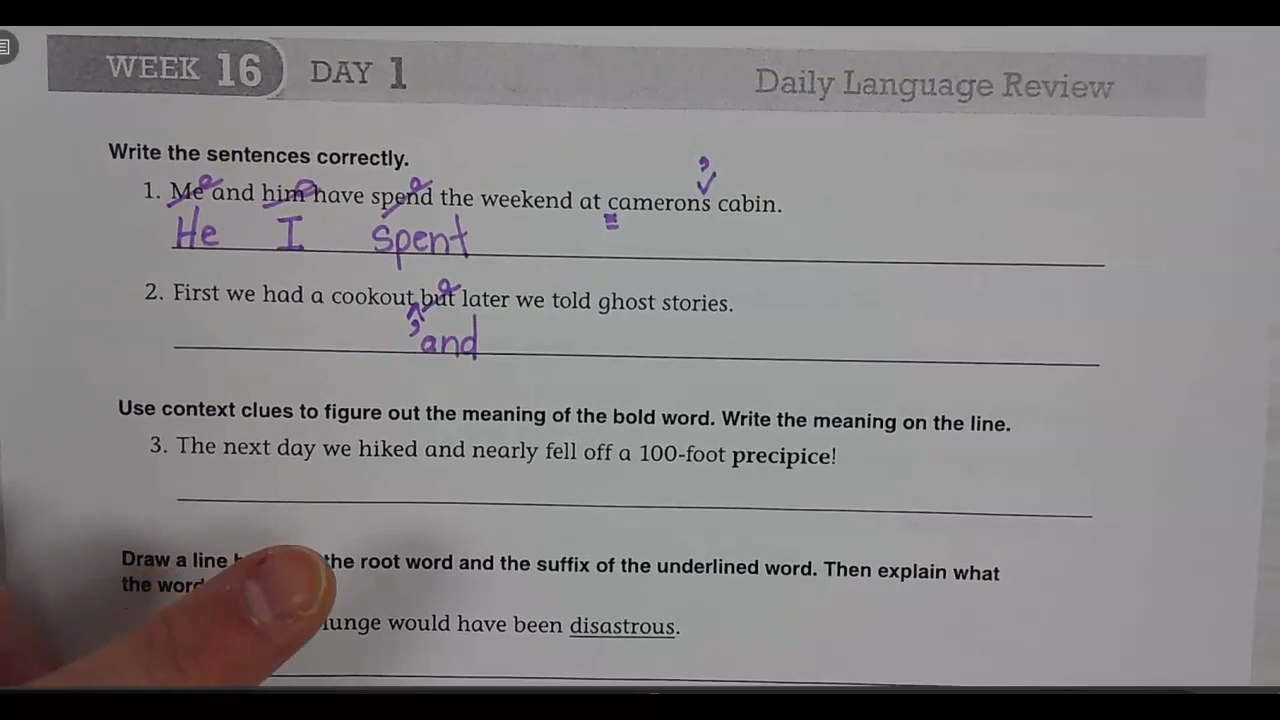 WEEK 16 DAY 1 Daily Language Review
Write the sentences correctly.
,
1. Me and him have spend the weekend at camerons cabin.
He I spent
2. First we had a cookout but later we told ghost stories.
, and
Use context clues to figure out the meaning of the bold word. Write the meaning on the line.
3. The next day we hiked and nearly fell off a 100-foot precipice!
Draw a line the root word and the suffix of the underlined word. Then explain what
the
would have been disastrous.